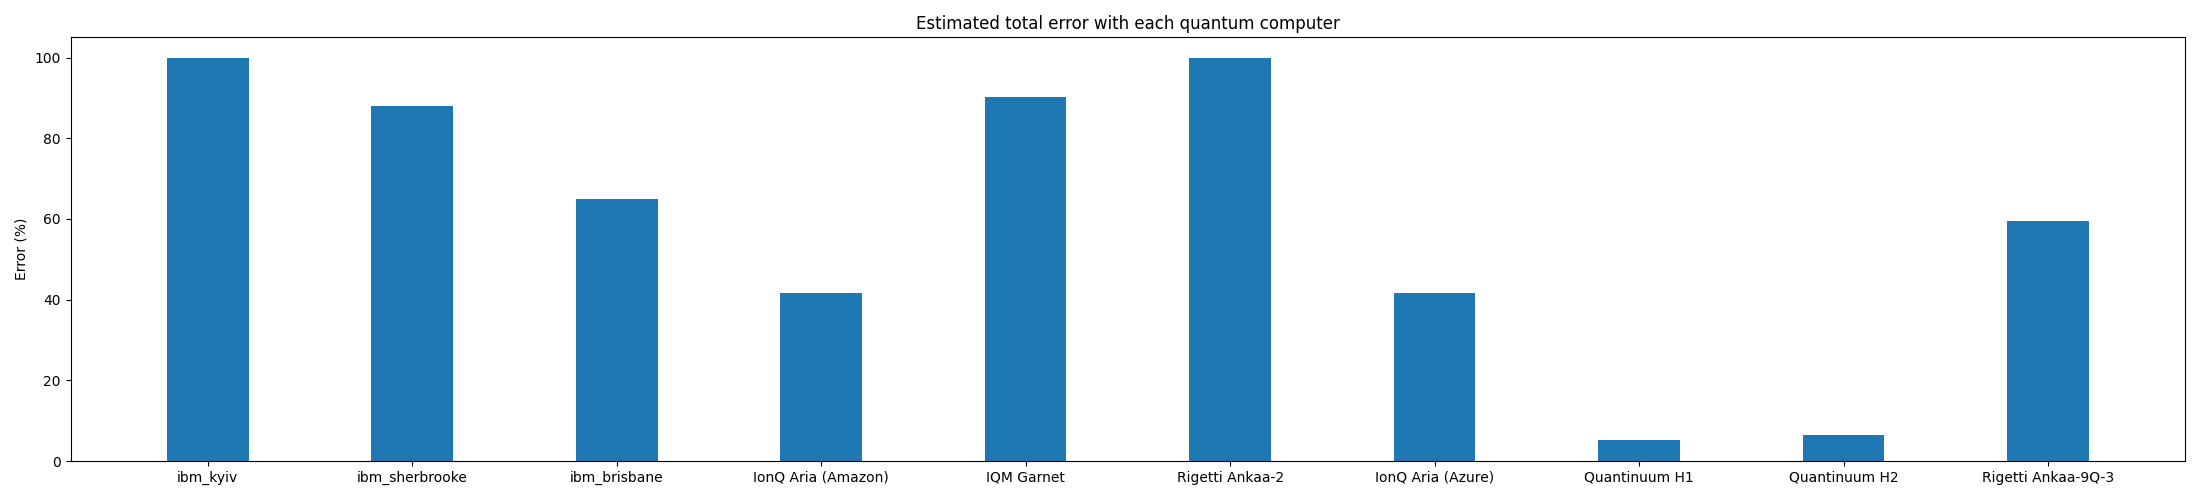 Estimated total error with each quantum computer
Error (%)
100
80
60
40
20
0
ibm_kyiv
ibm_sherbrooke
ibm_brisbane
IonQ Aria (Amazon)
IQM Garnet
Rigetti Ankaa-2
IonQ Aria (Azure)
Quantinuum H1
Quantinuum H2
Rigetti Ankaa-9Q-3